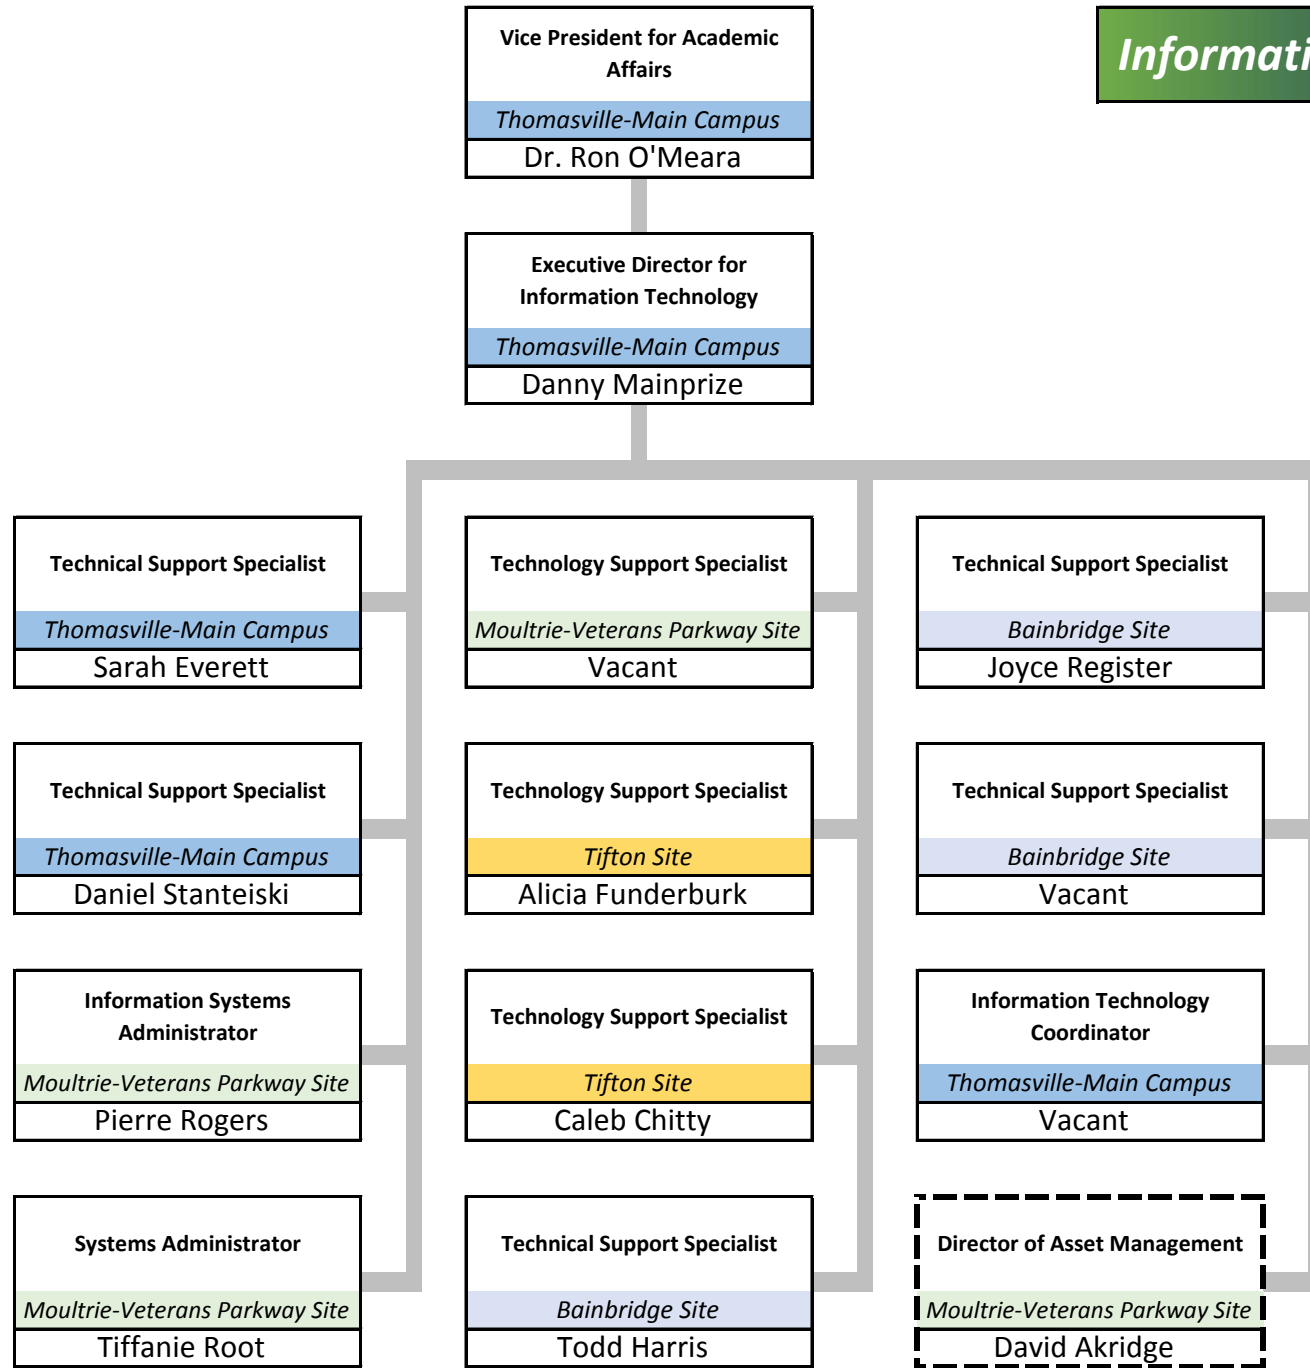 Vice President for Academic
Affairs
Thomasville-Main Campus
Dr. Ron O'Meara
Informati
Executive Director for
Information Technology
Thomasville-Main Campus
Danny Mainprize
Technical Support Specialist
Thomasville-Main Campus
Sarah Everett
Technology Support Specialist
Moultrie-Veterans Parkway Site
Vacant
Technical Support Specialist
Bainbridge Site
Joyce Register
Technical Support Specialist
Thomasville-Main Campus
Daniel Stanteiski
Technology Support Specialist
Tifton Site
Alicia Funderburk
Technical Support Specialist
Bainbridge Site
Vacant
Information Systems
Administrator
Moultrie-Veterans Parkway Site
Pierre Rogers
Technology Support Specialist
Tifton Site
Caleb Chitty
Information Technology
Coordinator
Thomasville-Main Campus
Vacant
Systems Administrator
Moultrie-Veterans Parkway Site
Tiffanie Root
Technical Support Specialist
Bainbridge Site
Todd Harris
Director of Asset Management
Moultrie-Veterans Parkway Site
David Akridge